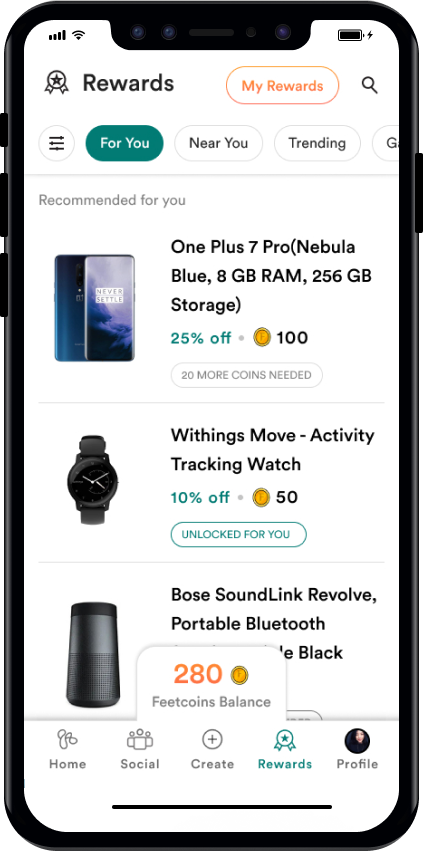 Rewards
My Rewards
For You
Near You
Trending
Recommended for you
One Plus 7 Pro(Nebula
Blue, 8 GB RAM, 256 GB
Storage)
NEVER
SETTLE
25% off • 100
20 MORE COINS NEEDED
Withings Move - Activity
Tracking Watch
10% off • 50
UNLOCKED FOR YOU
Bose SoundLink Revolve,
Portable Bluetooth
Black
280
Feetcoins Balance
Home
Social
Create
Rewards
Profile